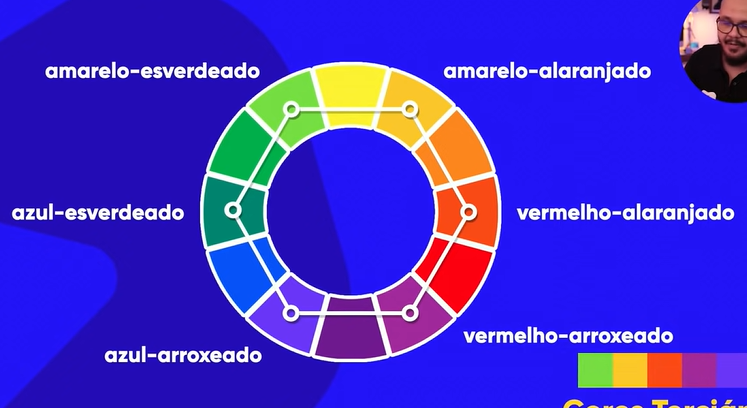 amarelo-esverdeado
amarelo-alaranjado
azul-esverdeado
vermelho-alaranjado
vermelho-arroxeado
azul-arroxeado